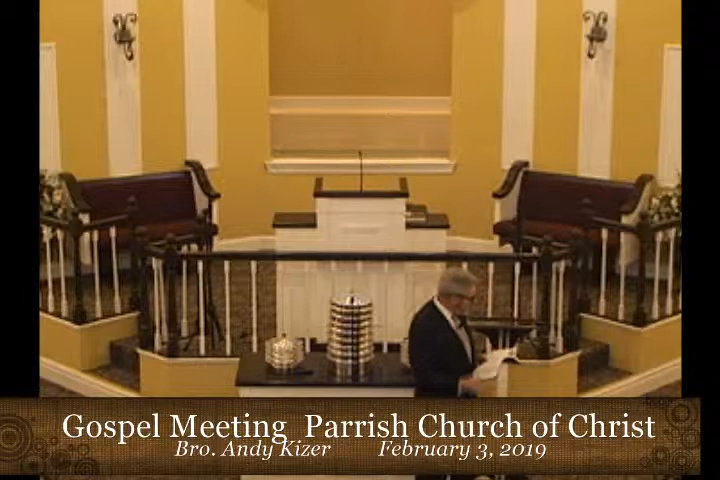 Gospel Meeting  Parrish Church of Christ
Bro. Andy Kizer  February 3, 2019